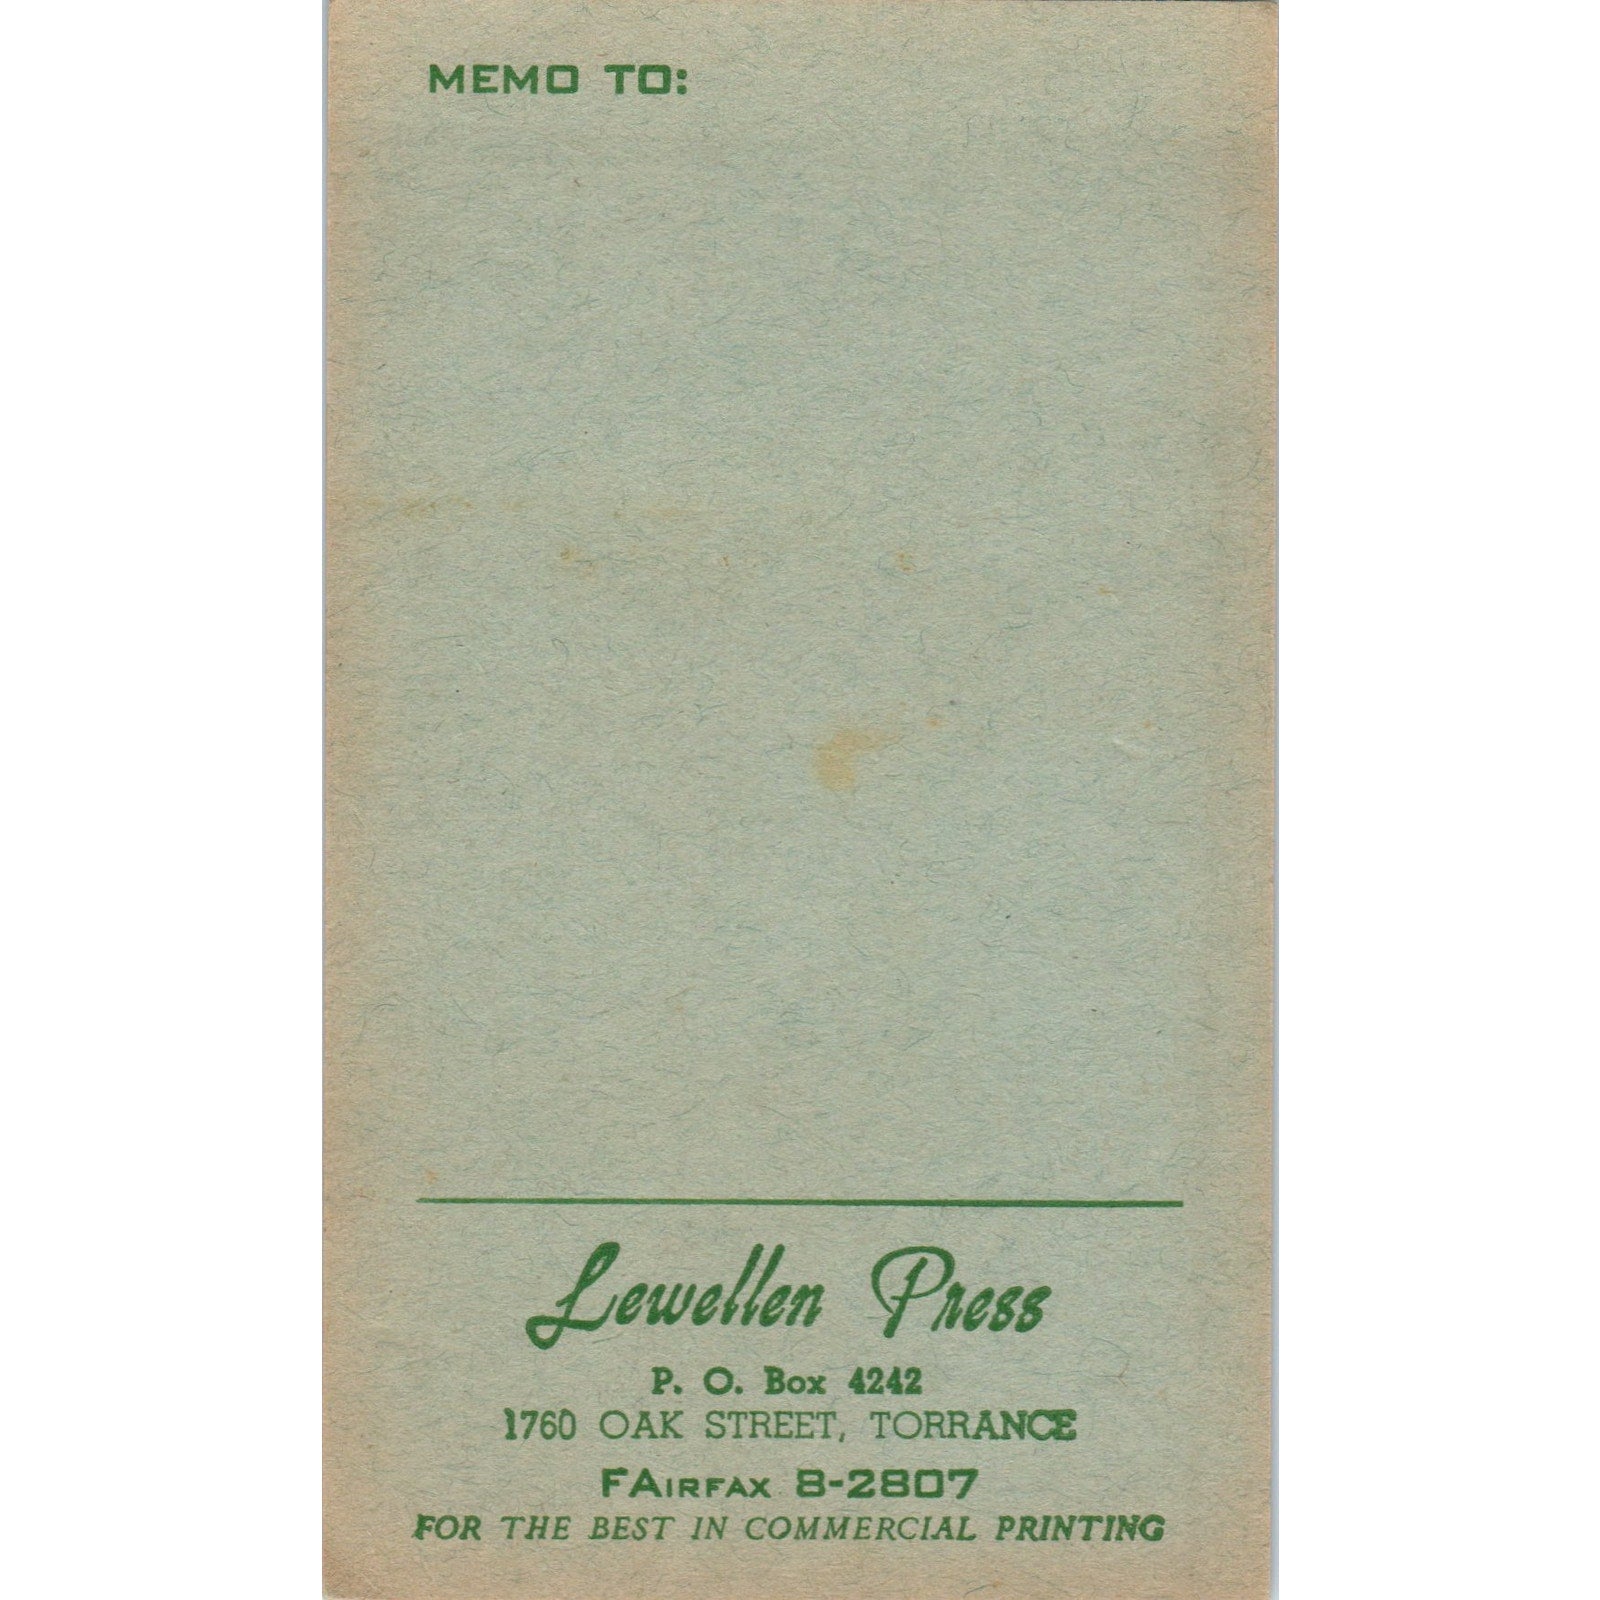 MEMO TO:
Lewellen Press
P. O. Box 4242
1760 OAK STREET, TORRANCE
FAIRFAX 8-2807
FOR THE BEST IN COMMERCIAL PRINTING